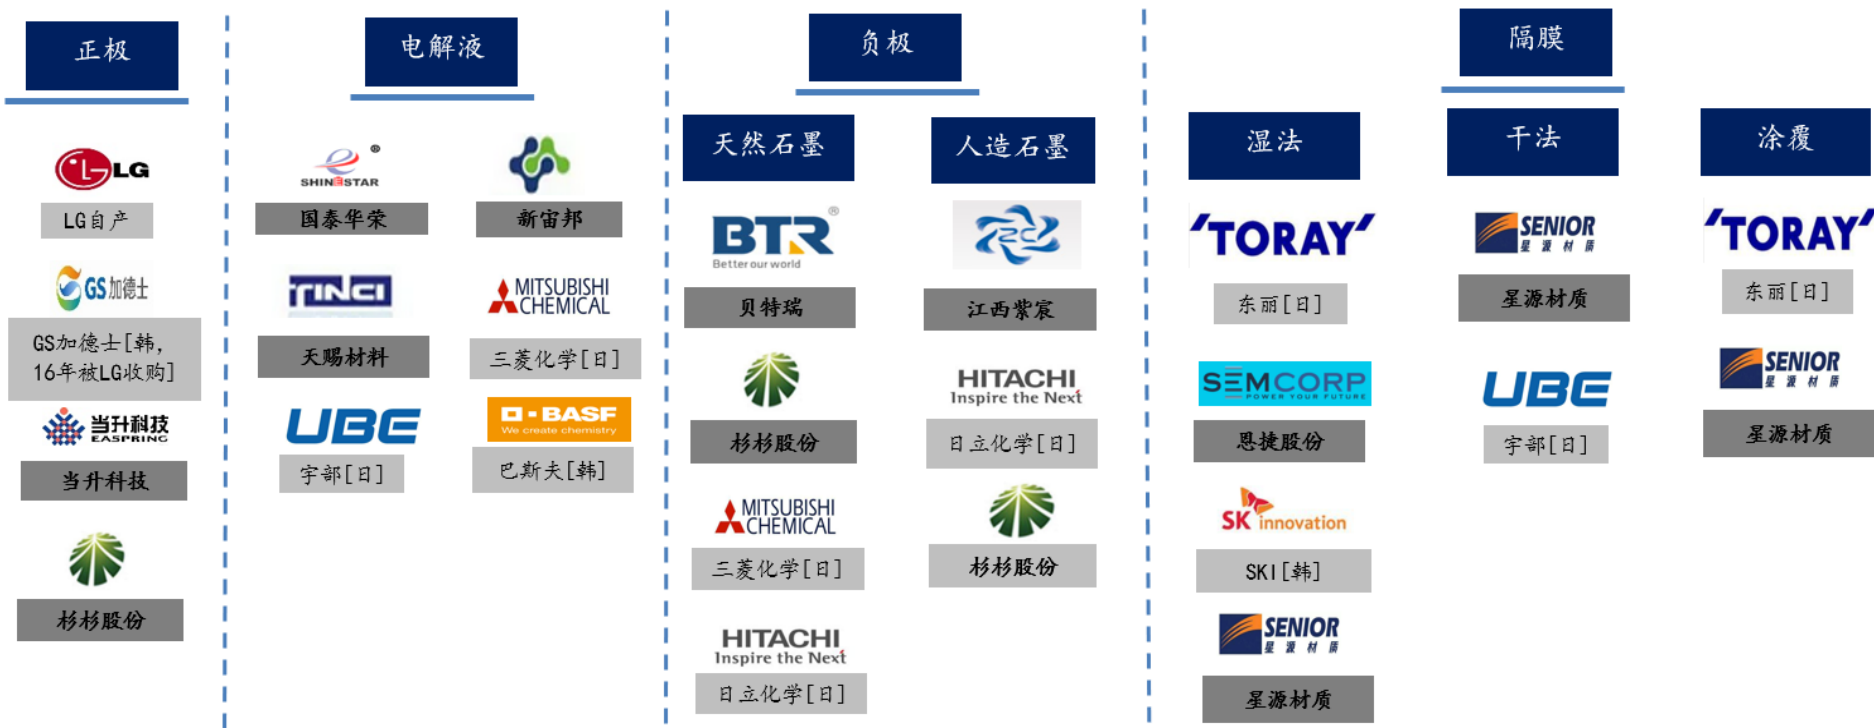 正极
LG
LG自产
GS加德士
GS加德士[韩,
16年被LG收购]
当升科技
EASPRING
当升科技
杉杉股份
电解液
SHINESTAR
®
国泰华荣
新宙邦
TINCI
天赐材料
MITSUBISHI
CHEMICAL
三菱化学[日]
UBE
宇部[日]
BASF
We create chemistry
巴斯夫[韩]
负极
天然石墨
BTR®
Better our world
贝特瑞
杉杉股份
MITSUBISHI
CHEMICAL
三菱化学[日]
HITACHI
Inspire the Next
日立化学[日]
人造石墨
江西紫宸
HITACHI
Inspire the Next
日立化学[日]
杉杉股份
隔膜
湿法
'TORAY'
东丽[日]
SEMCORP
POWER YOUR FUTURE
恩捷股份
SK innovation
SKI[韩]
SENIOR
星源材质
星源材质
干法
SENIOR
星源材质
星源材质
UBE
宇部[日]
涂覆
'TORAY'
东丽[日]
SENIOR
星源材质
星源材质